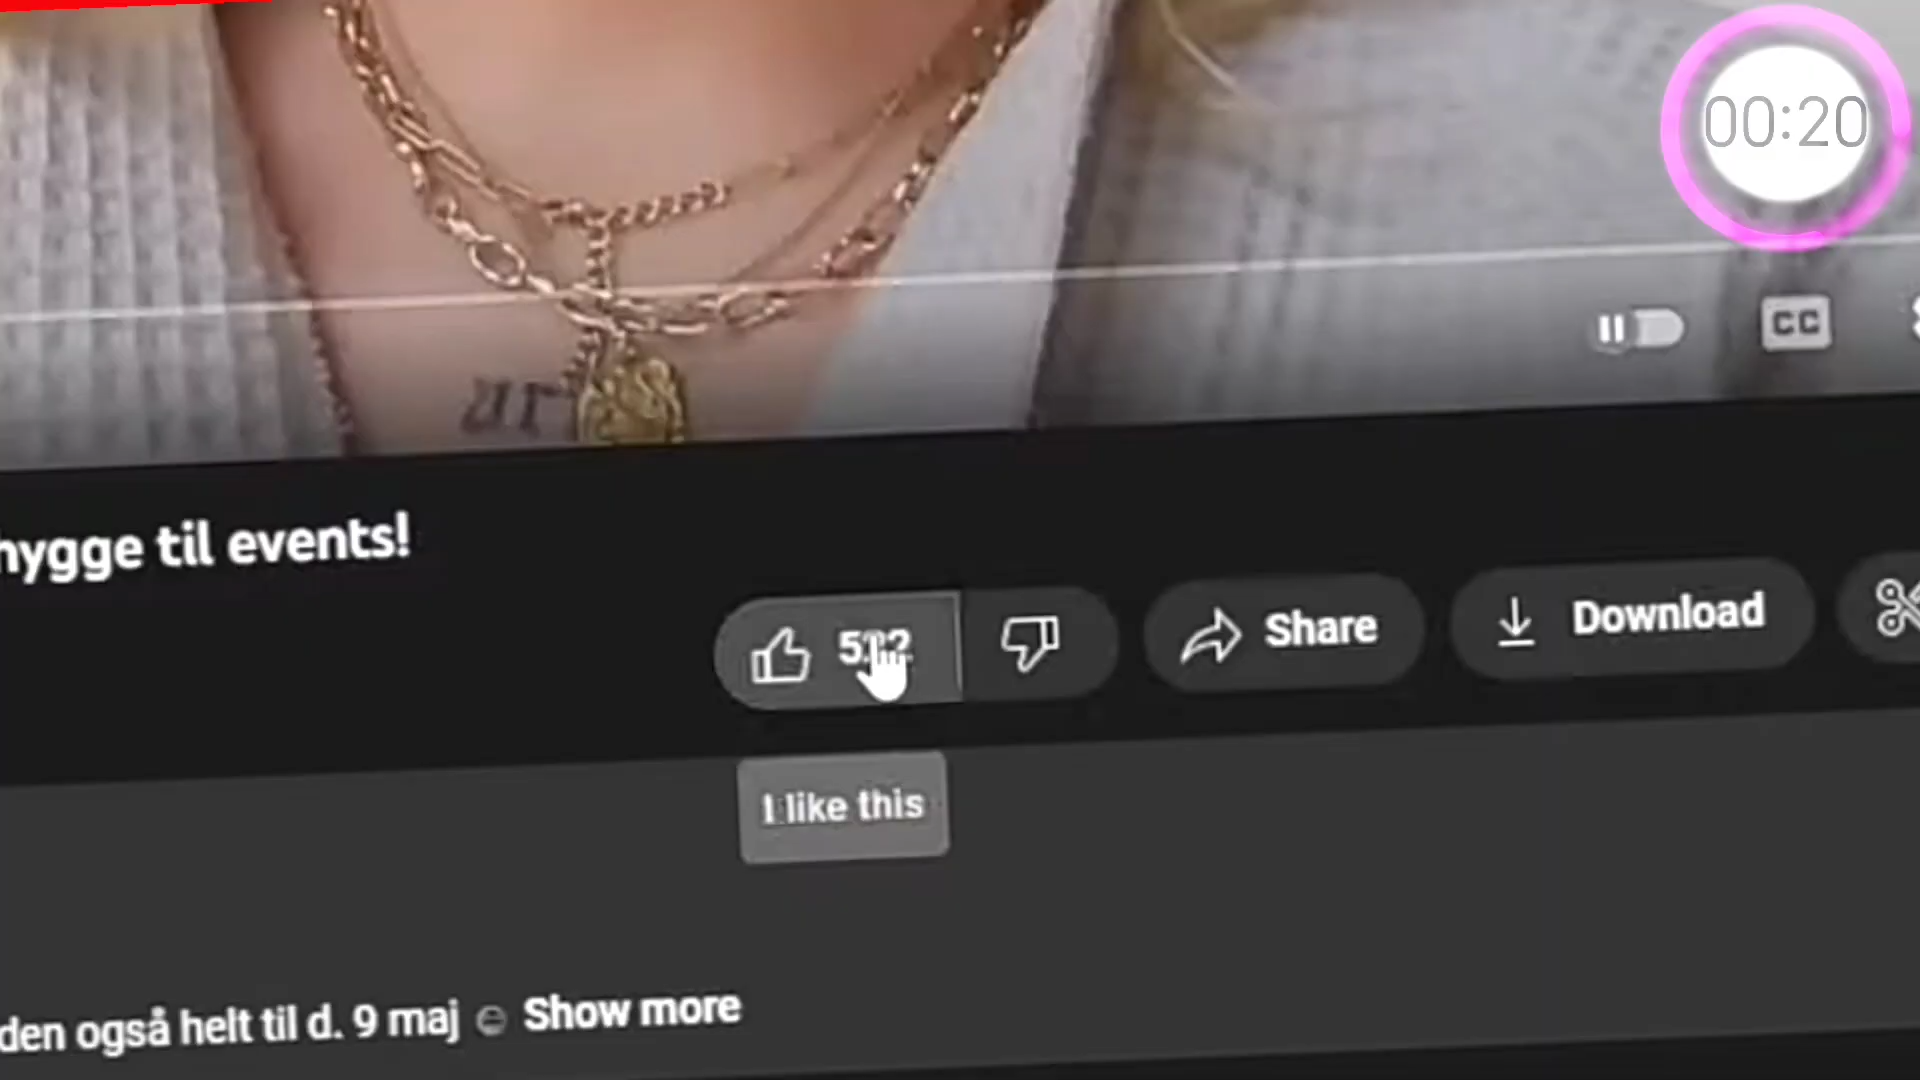 00:20
CC
hygge til events!
Share
Download
I like this
den også helt til d. 9 maj
Show more